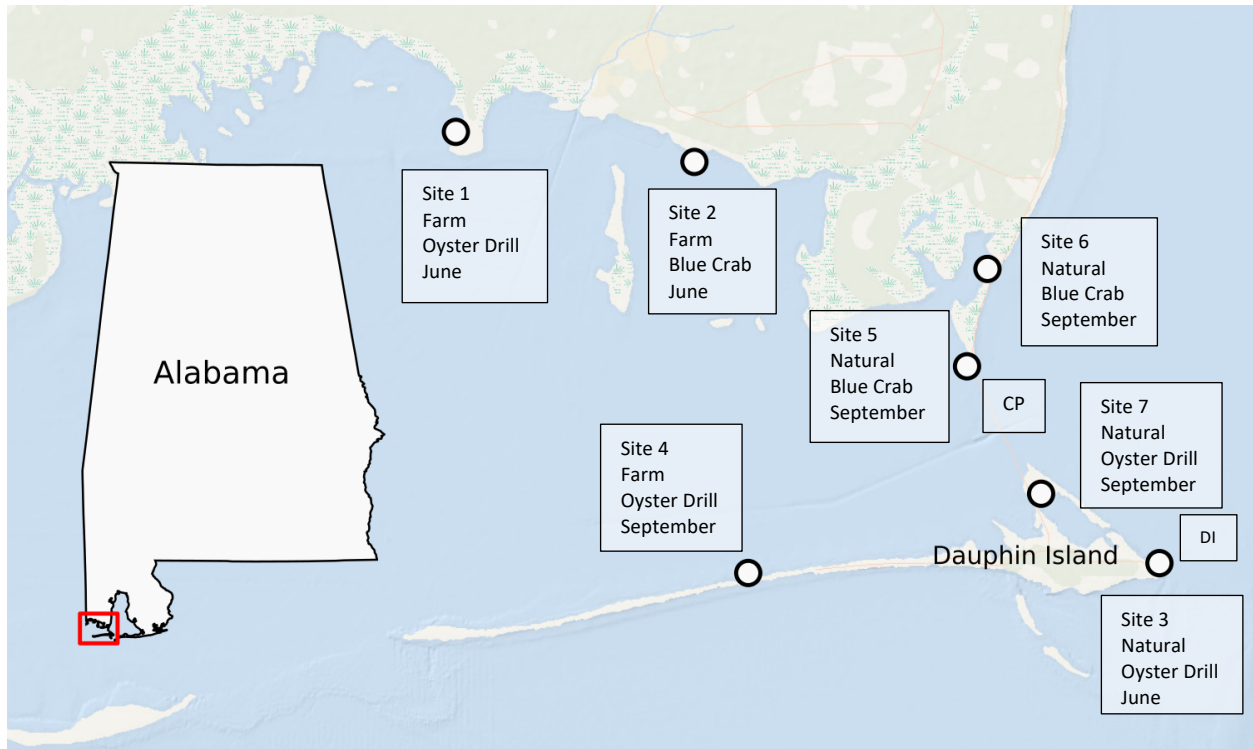 Site 1
Farm
Oyster Drill
June
Site 2
Farm
Blue Crab
June
Site 6
Natural
Blue Crab
September
Alabama
Site 5
Natural
Blue Crab
September
CP
Site 7
Natural
Oyster Drill
September
Site 4
Farm
Oyster Drill
September
DI
Dauphin Island
Site 3
Natural
Oyster Drill
June